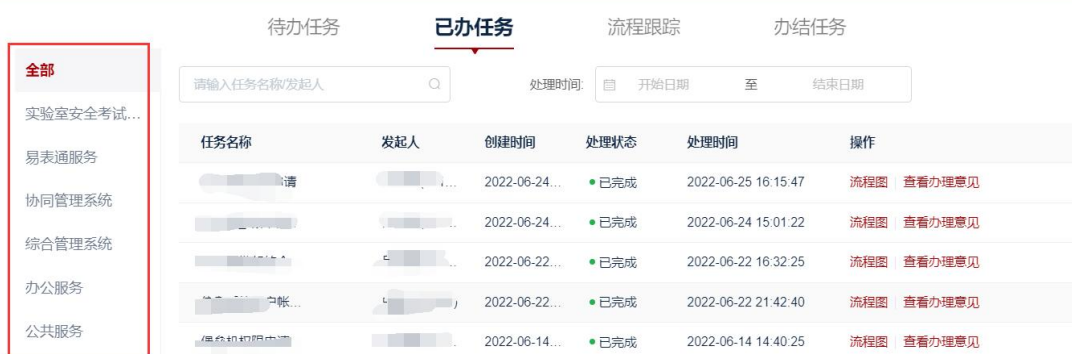 待办任务 已办任务 流程跟踪 办结任务
全部
实验室安全考试...
易表通服务
协同管理系统
综合管理系统
办公服务
公共服务
请输入任务名称/发起人 处理时间: 开始日期 至 结束日期
任务名称 发起人 创建时间 处理状态 处理时间 操作
请 ... 2022-06-24... 已完成 2022-06-25 16:15:47 流程图 查看办理意见
2022-06-24... 已完成 2022-06-24 15:01:22 流程图 查看办理意见
2022-06-22... 已完成 2022-06-22 16:32:25 流程图 查看办理意见
户帐... ) 2022-06-22... 已完成 2022-06-22 21:42:40 流程图 查看办理意见
堡垒机权限申请 2022-06-14... 已完成 2022-06-14 14:40:25 流程图 查看办理意见